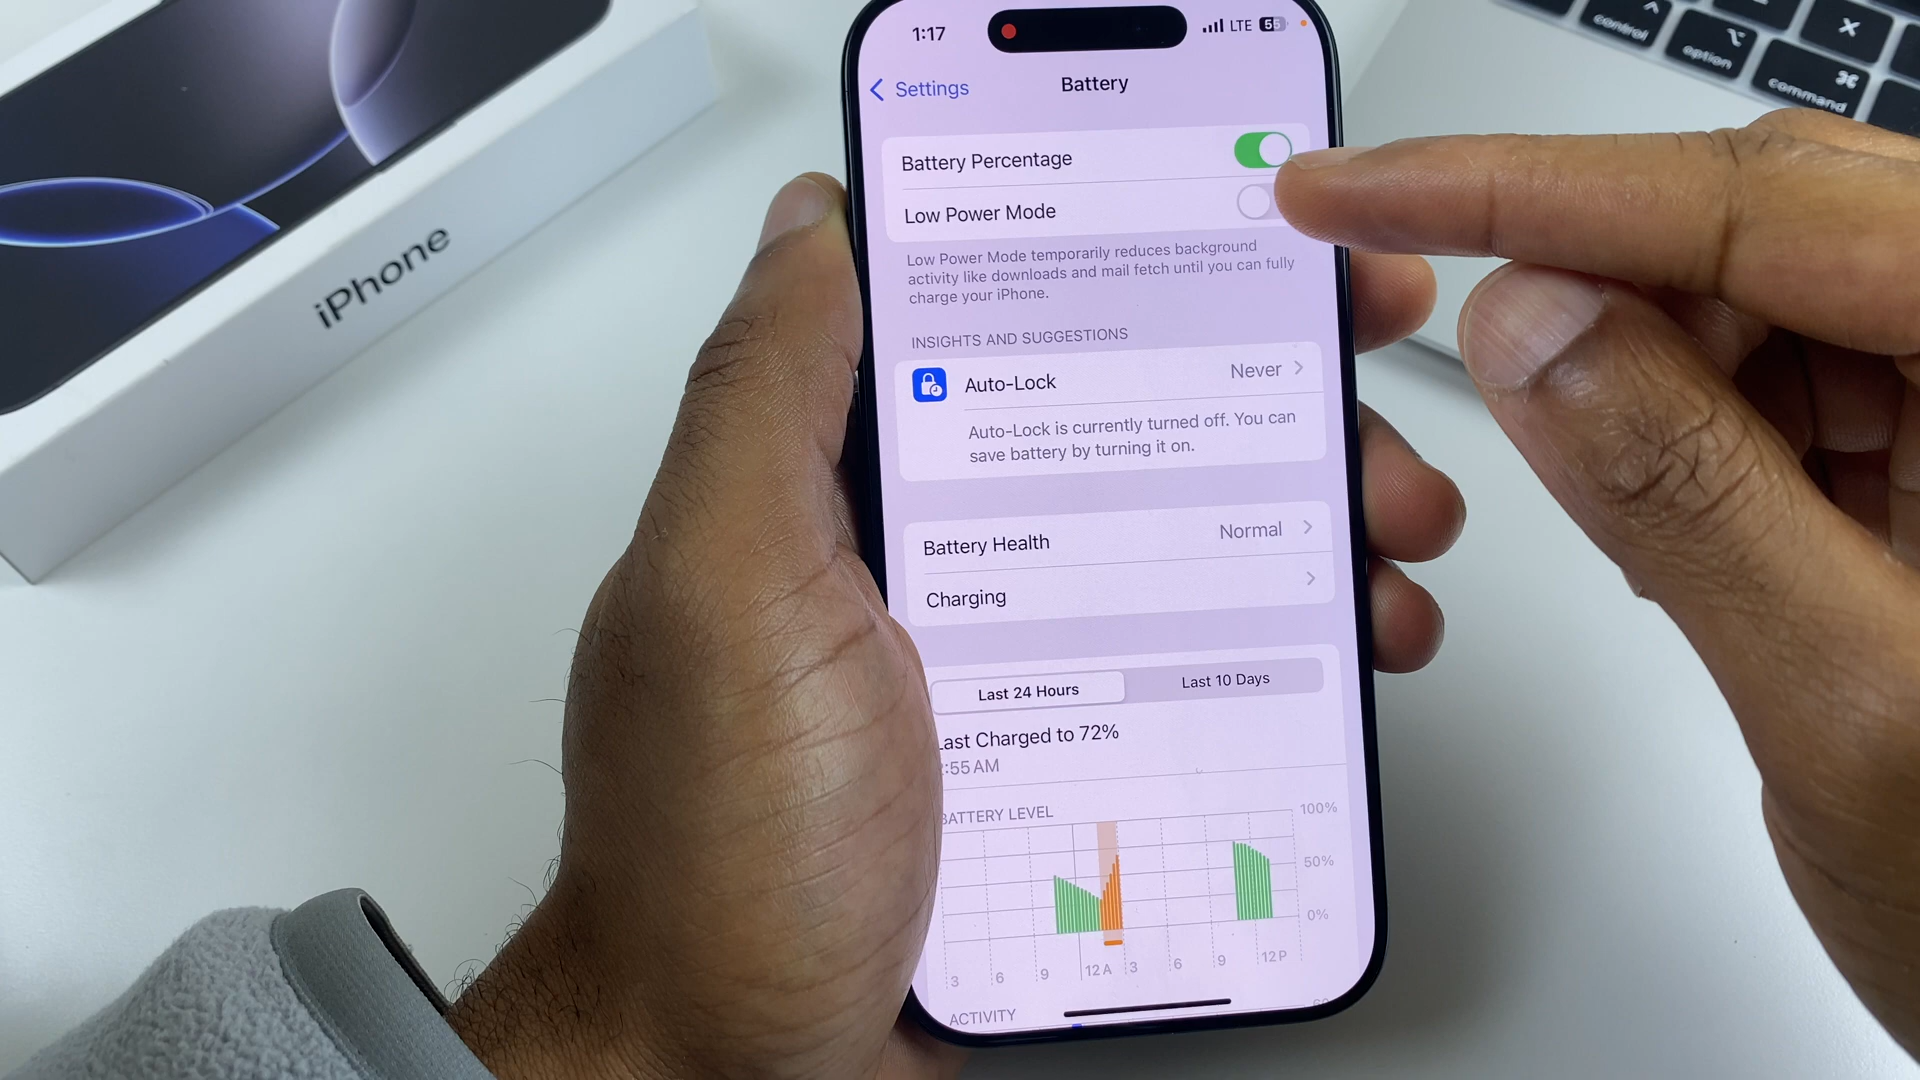 iPhone
control
option
command
1:17
LTE 55
Settings
Battery
Battery Percentage
Low Power Mode
Low Power Mode temporarily reduces background
activity like downloads and mail fetch until you can fully
charge your iPhone.
INSIGHTS AND SUGGESTIONS
Auto-Lock Never
Auto-Lock is currently turned off. You can
save battery by turning it on.
Battery Health Normal
Charging
Last 24 Hours Last 10 Days
Last Charged to 72%
:55 AM
BATTERY LEVEL
100%
50%
0%
3 6 9 12 A 3 6 9 12 P
ACTIVITY